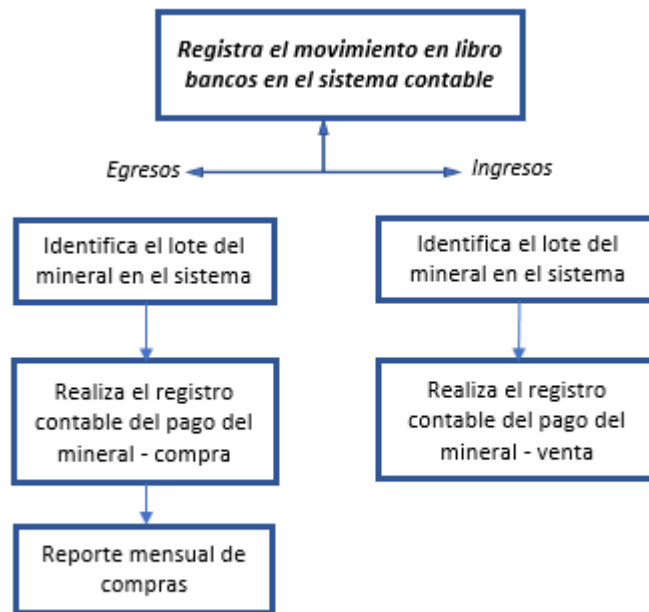 Registra el movimiento en libro
bancos en el sistema contable
Egresos
Ingresos
Identifica el lote del
mineral en el sistema
Identifica el lote del
mineral en el sistema
Realiza el registro
contable del pago del
mineral - compra
Realiza el registro
contable del pago del
mineral - venta
Reporte mensual de
compras